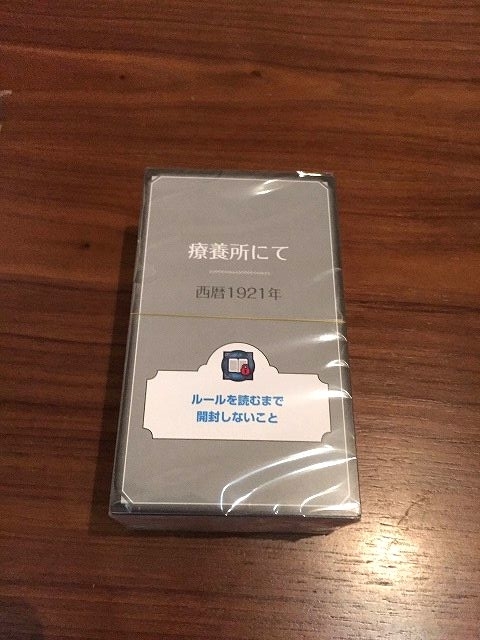 療養所にて
西暦1921年
ルールを読むまで
開封しないこと